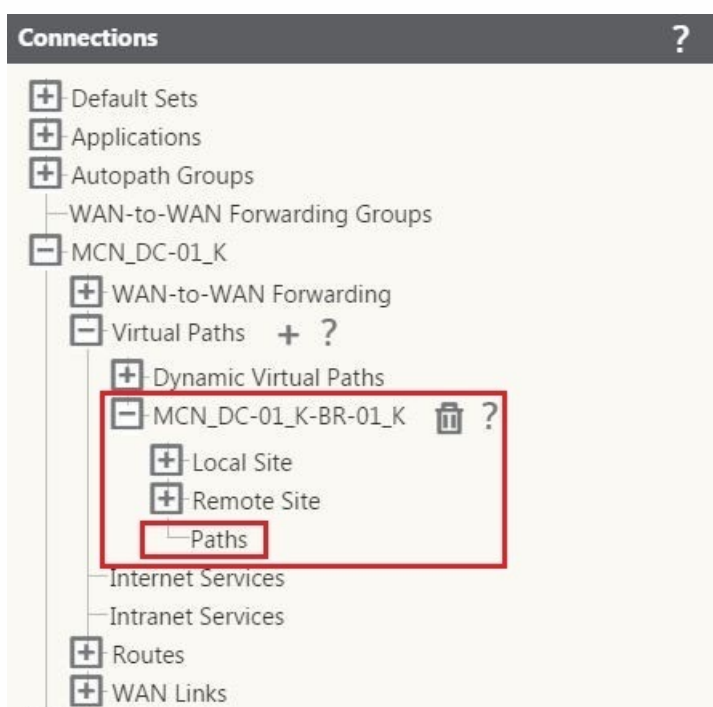 Connections ?
Default Sets
Applications
Autopath Groups
WAN-to-WAN Forwarding Groups
MCN_DC-01_K
WAN-to-WAN Forwarding
Virtual Paths + ?
Dynamic Virtual Paths
MCN_DC-01_K-BR-01_K ?
Local Site
Remote Site
Paths
Internet Services
Intranet Services
Routes
WAN Links